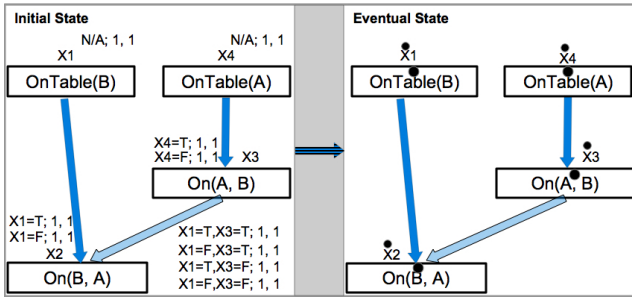 Initial State
N/A; 1, 1
N/A; 1, 1
X1
X4
OnTable(B)
OnTable(A)
X4=T; 1, 1
X4=F; 1, 1
X3
On(A, B)
X1=T; 1, 1
X1=F; 1, 1
X2
On(B, A)
X1=T,X3=T; 1, 1
X1=F,X3=T; 1, 1
X1=T,X3=F; 1, 1
X1=F,X3=F; 1, 1
Eventual State
X1
X4
OnTable(B)
OnTable(A)
X3
On(A, B)
X2
On(B, A)